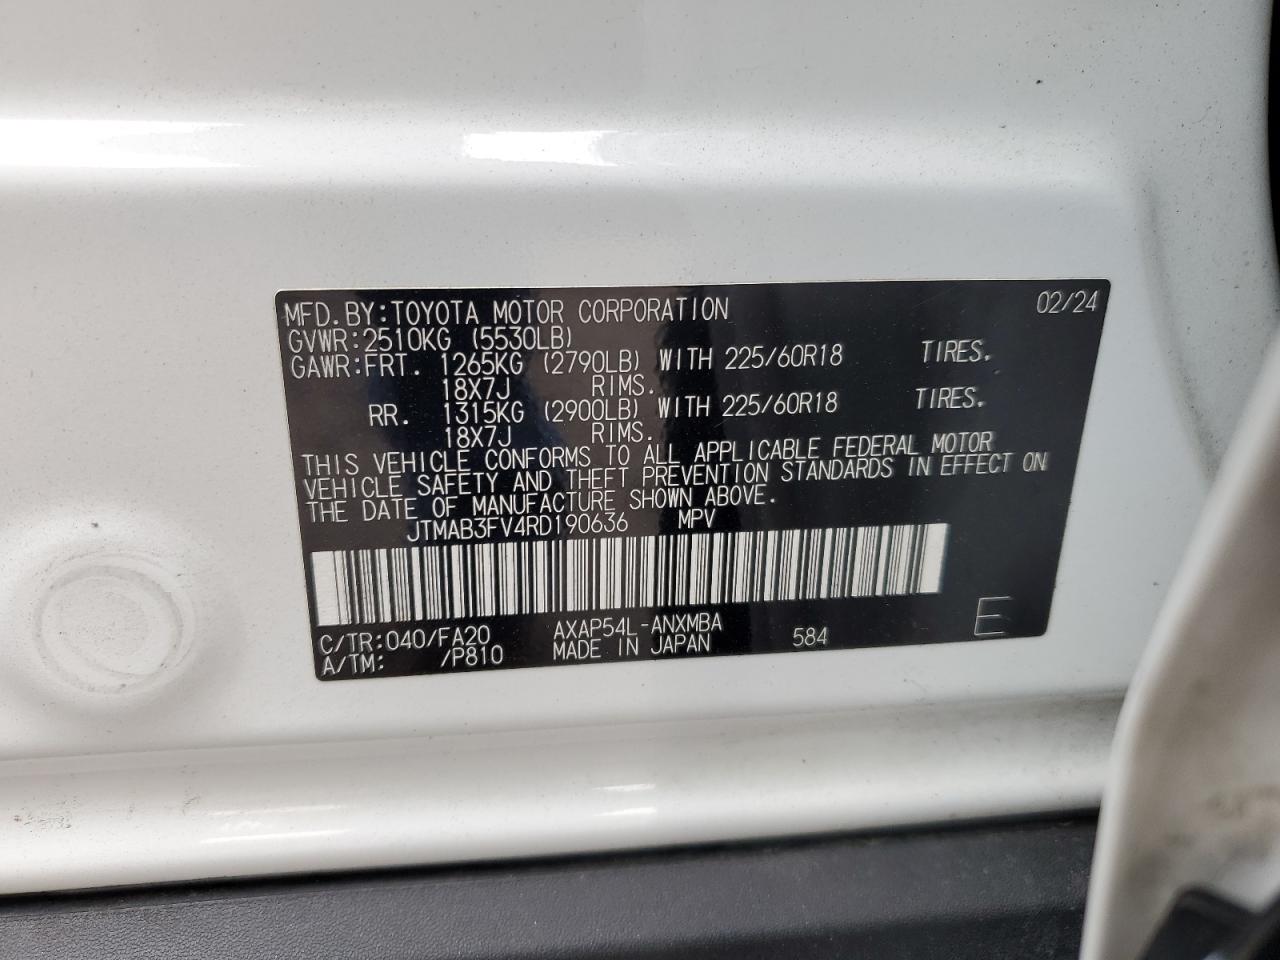 MFD.BY:TOYOTA MOTOR CORPORATION 02/24
GVWR:2510KG (5530LB)
GAWR:FRT. 1265KG (2790LB) WITH 225/60R18 TIRES.
18X7J RIMS.
RR. 1315KG (2900LB) WITH 225/60R18 TIRES.
18X7J RIMS.
THIS VEHICLE CONFORMS TO ALL APPLICABLE FEDERAL MOTOR
VEHICLE SAFETY AND THEFT PREVENTION STANDARDS IN EFFECT ON
THE DATE OF MANUFACTURE SHOWN ABOVE.
JTMAB3FV4RD190636 MPV
C/TR:040/FA20 AXAP54L-ANXMBA 584 E
A/TM: /P810 MADE IN JAPAN